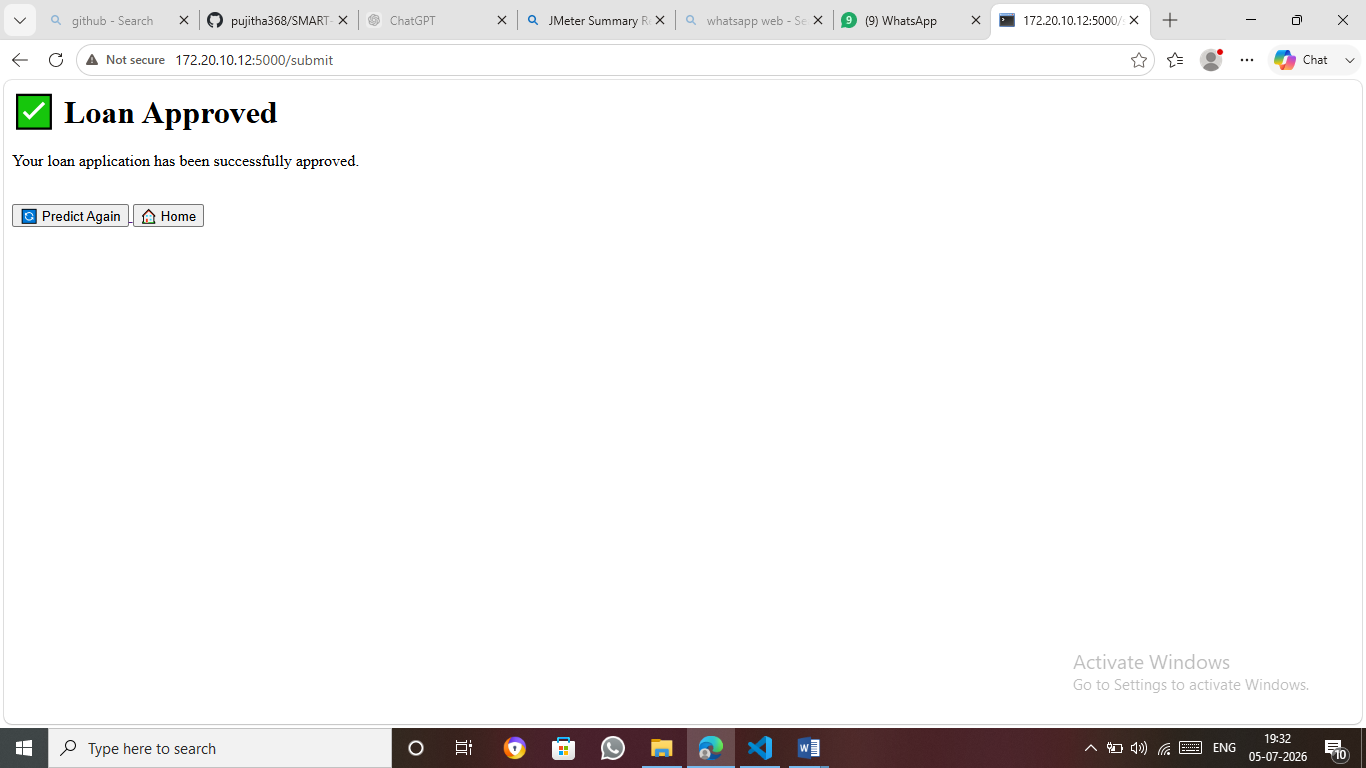 github - Search
pujitha368/SMART-
ChatGPT
JMeter Summary Re
whatsapp web - Se
9 (9) WhatsApp
172.20.10.12:5000/s
Not secure 172.20.10.12:5000/submit
Chat
Loan Approved
Your loan application has been successfully approved.
Predict Again Home
Activate Windows
Go to Settings to activate Windows.
Type here to search
ENG
19:32
05-07-2026
10